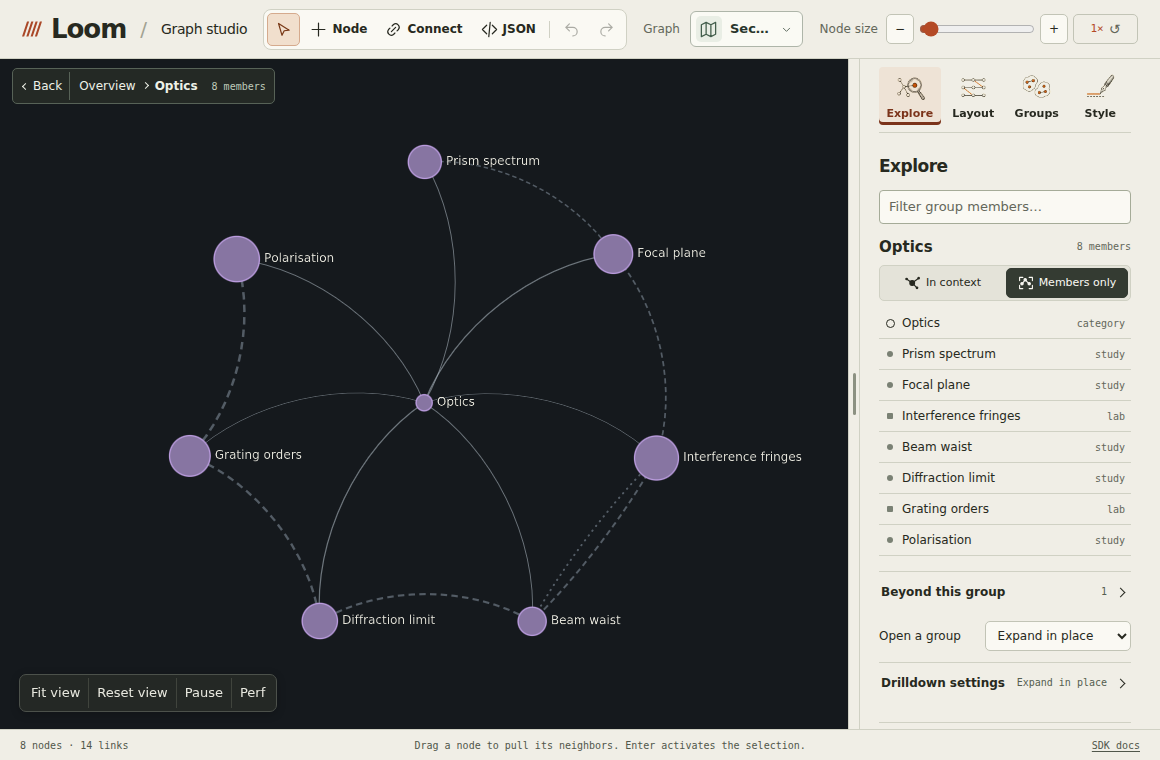 Loom / Graph studio
Node
Connect
JSON
Graph
Sec...
Node size
−
+
1× ↺
‹ Back
Overview › Optics 8 members
Prism spectrum
Polarisation
Focal plane
Optics
Grating orders
Interference fringes
Diffraction limit
Beam waist
Fit view
Reset view
Pause
Perf
Explore
Layout
Groups
Style
Explore
Filter group members...
Optics 8 members
In context
Members only
Optics category
Prism spectrum study
Focal plane study
Interference fringes lab
Beam waist study
Diffraction limit study
Grating orders lab
Polarisation study
Beyond this group 1
Open a group Expand in place
Drilldown settings Expand in place
8 nodes · 14 links
Drag a node to pull its neighbors. Enter activates the selection.
SDK docs